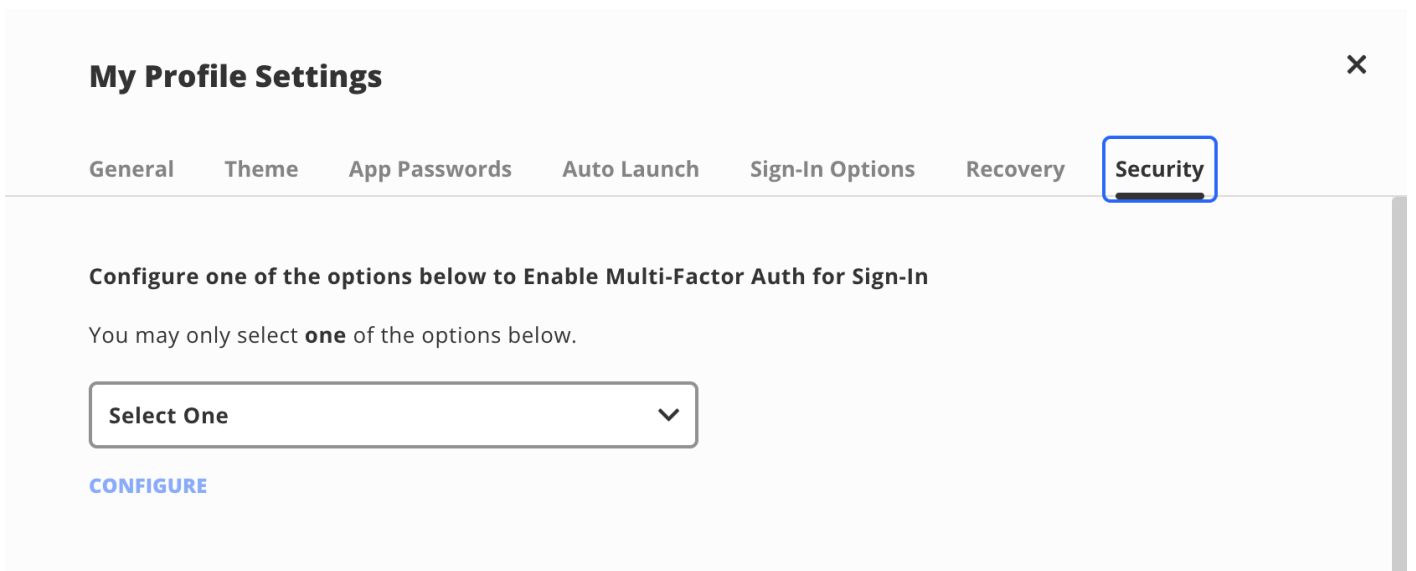 My Profile Settings
General Theme App Passwords Auto Launch Sign-In Options Recovery Security
Configure one of the options below to Enable Multi-Factor Auth for Sign-In
You may only select one of the options below.
Select One
CONFIGURE